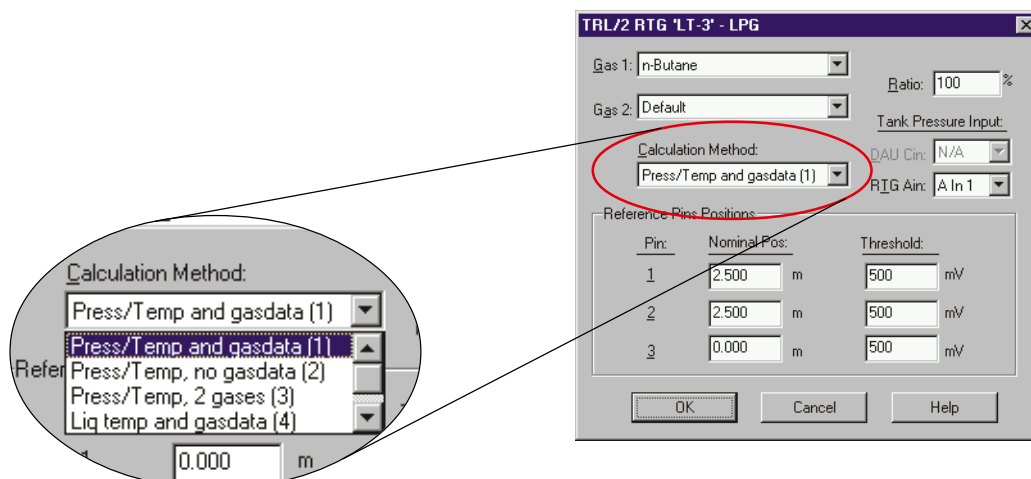 TRL/2 RTG 'LT-3' - LPG
Gas 1: n-Butane
Ratio: 100 %
Gas 2: Default
Tank Pressure Input:
Calculation Method:
DAU Cin: N/A
Press/Temp and gasdata (1)
RTG Ain: A In 1
Reference Pins Positions
Pin: Nominal Pos: Threshold:
1 2.500 m 500 mV
2 2.500 m 500 mV
3 0.000 m 500 mV
OK Cancel Help
Calculation Method:
Press/Temp and gasdata (1)
Press/Temp and gasdata (1)
Press/Temp, no gasdata (2)
Refer
Press/Temp, 2 gases (3)
Liq temp and gasdata (4)
1 0.000 m